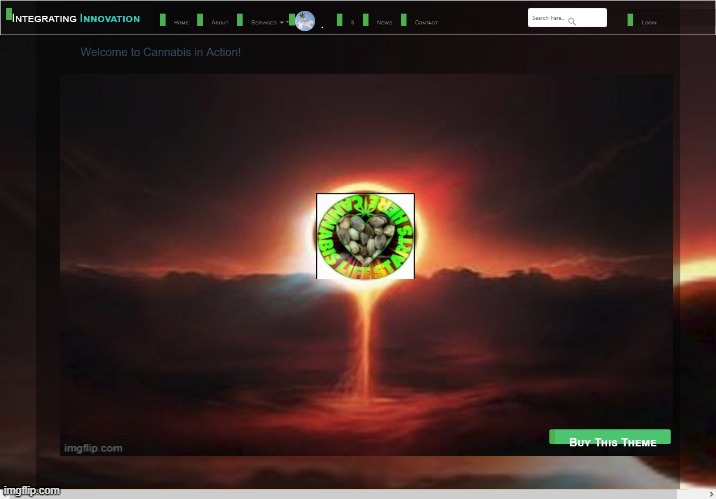 Integrating Innovation
Home
About
Services
S
News
Contact
Search here...
Login
Welcome to Cannabis in Action!
CANNABIS LIFE STARTS HERE
Buy This Theme
imgflip.com
imgflip.com